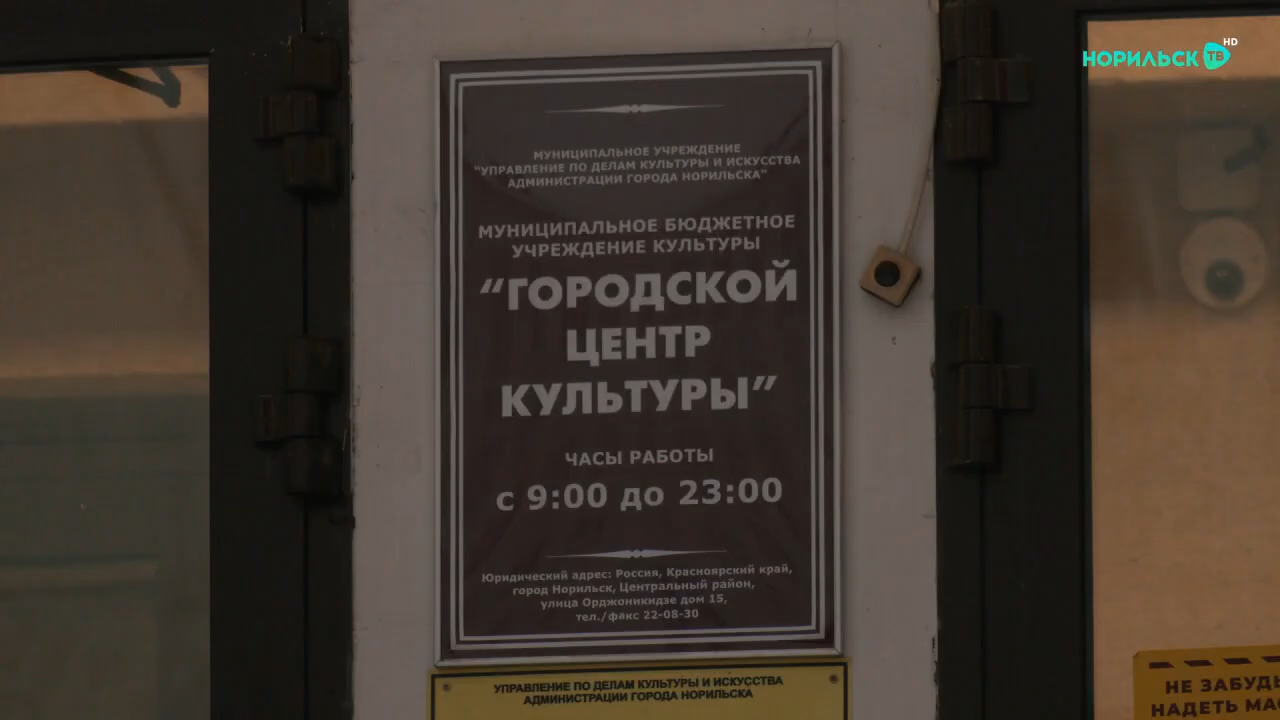 НОРИЛЬСК ТВ HD
МУНИЦИПАЛЬНОЕ УЧРЕЖДЕНИЕ
"УПРАВЛЕНИЕ ПО ДЕЛАМ КУЛЬТУРЫ И ИСКУССТВА
АДМИНИСТРАЦИИ ГОРОДА НОРИЛЬСКА"
МУНИЦИПАЛЬНОЕ БЮДЖЕТНОЕ
УЧРЕЖДЕНИЕ КУЛЬТУРЫ
“ГОРОДСКОЙ
ЦЕНТР
КУЛЬТУРЫ”
ЧАСЫ РАБОТЫ
с 9:00 до 23:00
Юридический адрес: Россия, Красноярский край,
город Норильск, Центральный район,
улица Орджоникидзе дом 15,
тел./факс 22-08-30
УПРАВЛЕНИЕ ПО ДЕЛАМ КУЛЬТУРЫ И ИСКУССТВА
АДМИНИСТРАЦИИ ГОРОДА НОРИЛЬСКА
НЕ ЗАБУДЬ
НАДЕТЬ